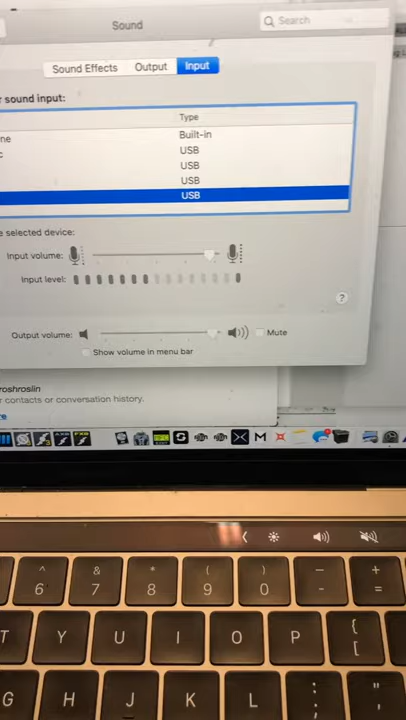 Sound
Search
Sound Effects Output Input
sound input:
Type
ne Built-in
c USB
USB
USB
USB
selected device:
Input volume:
Input level:
?
Output volume: Mute
Show volume in menu bar
roshroslin
contacts or conversation history.
re
^ & * ( ) – +
6 7 8 9 0 - =
T Y U I O P { [
G H J K L : ; " '